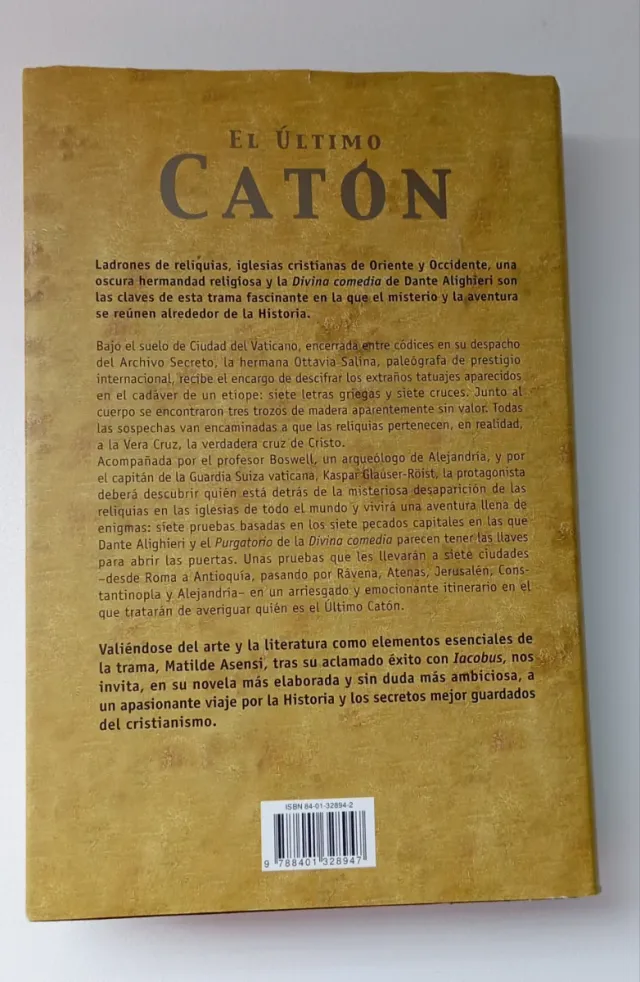 EL ÚLTIMO
CATÓN
Ladrones de reliquias, iglesias cristianas de Oriente y Occidente, una
oscura hermandad religiosa y la Divina comedia de Dante Alighieri son
las claves de esta trama fascinante en la que el misterio y la aventura
se reúnen alrededor de la Historia.
Bajo el suelo de Ciudad del Vaticano, encerrada entre códices en su despacho
del Archivo Secreto, la hermana Ottavia Salina, paleógrafa de prestigio
internacional, recibe el encargo de descifrar los extraños tatuajes aparecidos
en el cadáver de un etíope: siete letras griegas y siete cruces. Junto al
cuerpo se encontraron tres trozos de madera aparentemente sin valor. Todas
las sospechas van encaminadas a que las reliquias pertenecen, en realidad,
a la Vera Cruz, la verdadera cruz de Cristo.
Acompañada por el profesor Boswell, un arqueólogo de Alejandría, y por
el capitán de la Guardia Suiza vaticana, Kaspar Glauser-Röist, la protagonista
deberá descubrir quién está detrás de la misteriosa desaparición de las
reliquias en las iglesias de todo el mundo y vivirá una aventura llena de
enigmas: siete pruebas basadas en los siete pecados capitales en las que
Dante Alighieri y el Purgatorio de la Divina comedia parecen tener las llaves
para abrir las puertas. Unas pruebas que les llevarán a siete ciudades
–desde Roma a Antioquía, pasando por Rávena, Atenas, Jerusalén, Cons-
tantinopla y Alejandría– en un arriesgado y emocionante itinerario en el
que tratarán de averiguar quién es el Último Catón.
Valiéndose del arte y la literatura como elementos esenciales de
la trama, Matilde Asensi, tras su aclamado éxito con Iacobus, nos
invita, en su novela más elaborada y sin duda más ambiciosa, a
un apasionante viaje por la Historia y los secretos mejor guardados
del cristianismo.
ISBN 84-01-32894-2
9 788401 328947